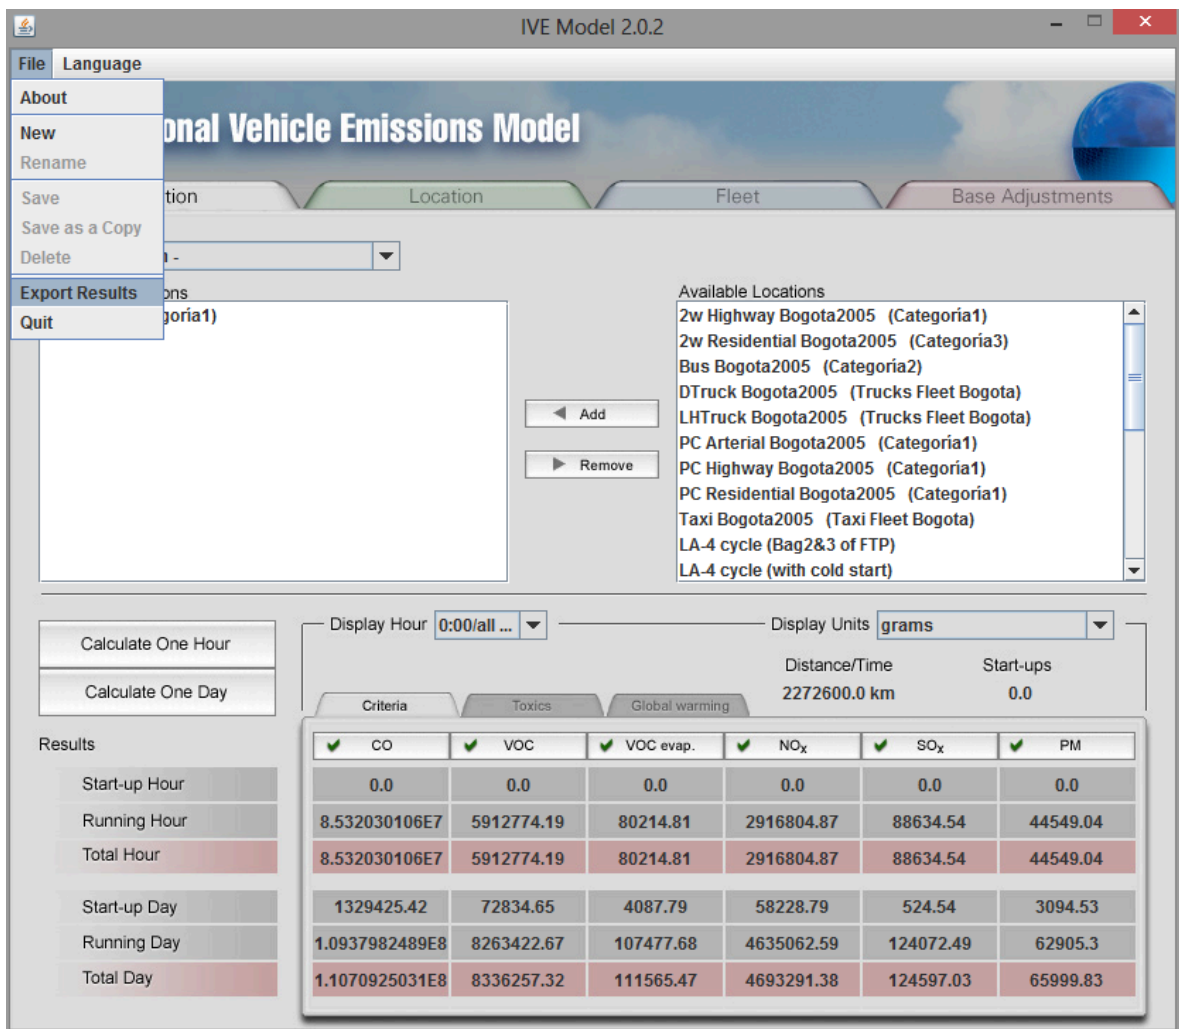 IVE Model 2.0.2
File Language
About
New
Rename
Save
Save as a Copy
Delete
Export Results
Quit
onal Vehicle Emissions Model
tion Location Fleet Base Adjustments
n -
ons
goría1)
Available Locations
2w Highway Bogota2005 (Categoría1)
2w Residential Bogota2005 (Categoría3)
Bus Bogota2005 (Categoría2)
DTruck Bogota2005 (Trucks Fleet Bogota)
LHTruck Bogota2005 (Trucks Fleet Bogota)
PC Arterial Bogota2005 (Categoría1)
PC Highway Bogota2005 (Categoría1)
PC Residential Bogota2005 (Categoría1)
Taxi Bogota2005 (Taxi Fleet Bogota)
LA-4 cycle (Bag2&3 of FTP)
LA-4 cycle (with cold start)
Add
Remove
Calculate One Hour
Calculate One Day
Display Hour 0:00/all ... Display Units grams
Distance/Time Start-ups
2272600.0 km 0.0
Criteria Toxics Global warming
Results CO VOC VOC evap. NOx SOx PM
Start-up Hour 0.0 0.0 0.0 0.0 0.0 0.0
Running Hour 8.532030106E7 5912774.19 80214.81 2916804.87 88634.54 44549.04
Total Hour 8.532030106E7 5912774.19 80214.81 2916804.87 88634.54 44549.04
Start-up Day 1329425.42 72834.65 4087.79 58228.79 524.54 3094.53
Running Day 1.0937982489E8 8263422.67 107477.68 4635062.59 124072.49 62905.3
Total Day 1.1070925031E8 8336257.32 111565.47 4693291.38 124597.03 65999.83